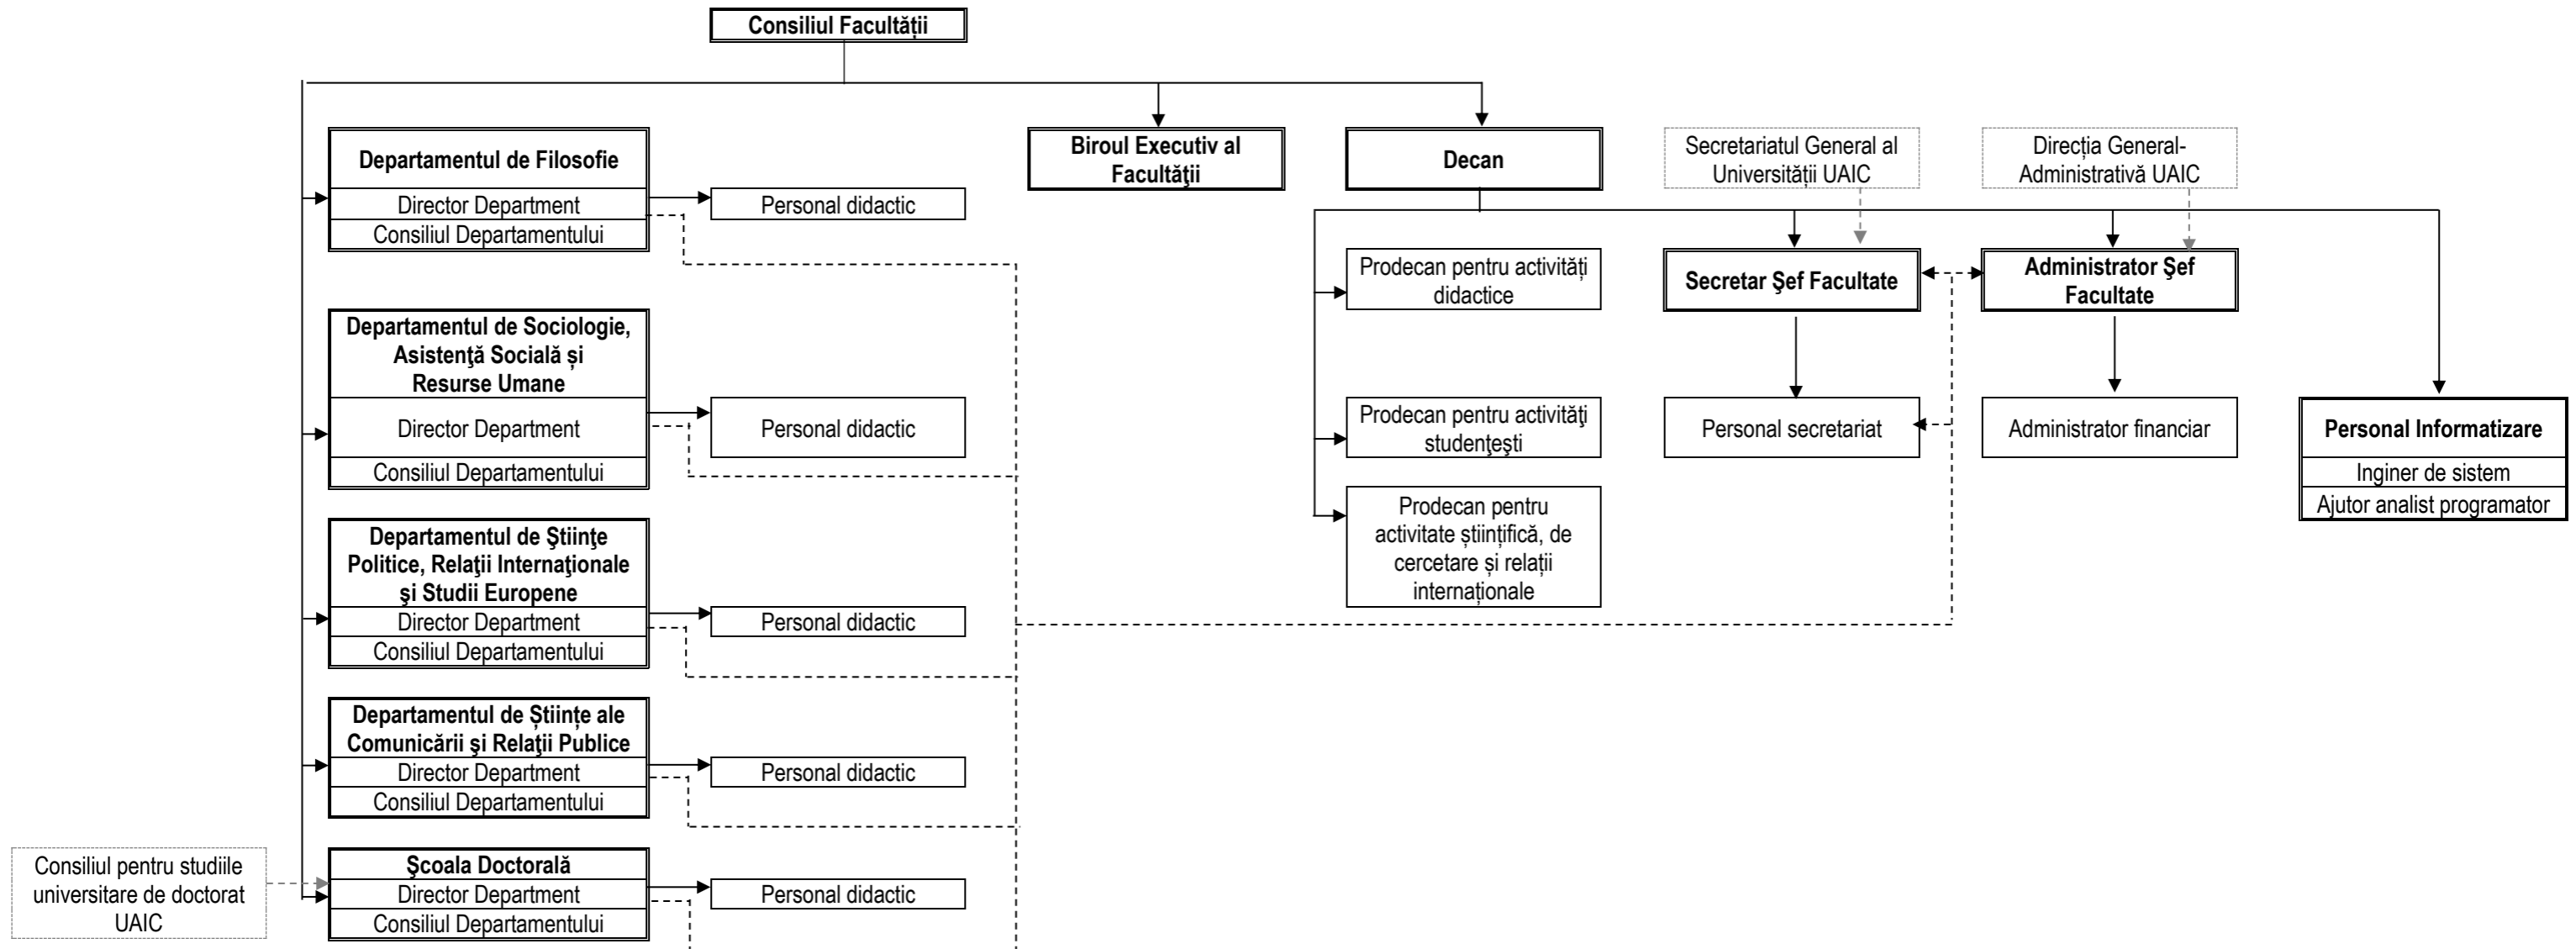 Consiliul Facultății
Departamentul de Filosofie
Director Department
Consiliul Departamentului
Personal didactic
Biroul Executiv al
Facultăţii
Decan
Secretariatul General al
Universității UAIC
Direcția General-
Administrativă UAIC
Prodecan pentru activități
didactice
Secretar Şef Facultate
Administrator Şef
Facultate
Departamentul de Sociologie,
Asistenţă Socială și
Resurse Umane
Director Department
Consiliul Departamentului
Personal didactic
Prodecan pentru activităţi
studenţeşti
Personal secretariat
Administrator financiar
Personal Informatizare
Inginer de sistem
Ajutor analist programator
Prodecan pentru
activitate științifică, de
cercetare și relații
internaționale
Departamentul de Ştiinţe
Politice, Relaţii Internaţionale
şi Studii Europene
Director Department
Consiliul Departamentului
Personal didactic
Departamentul de Științe ale
Comunicării şi Relaţii Publice
Director Department
Consiliul Departamentului
Personal didactic
Consiliul pentru studiile
universitare de doctorat
UAIC
Şcoala Doctorală
Director Department
Consiliul Departamentului
Personal didactic